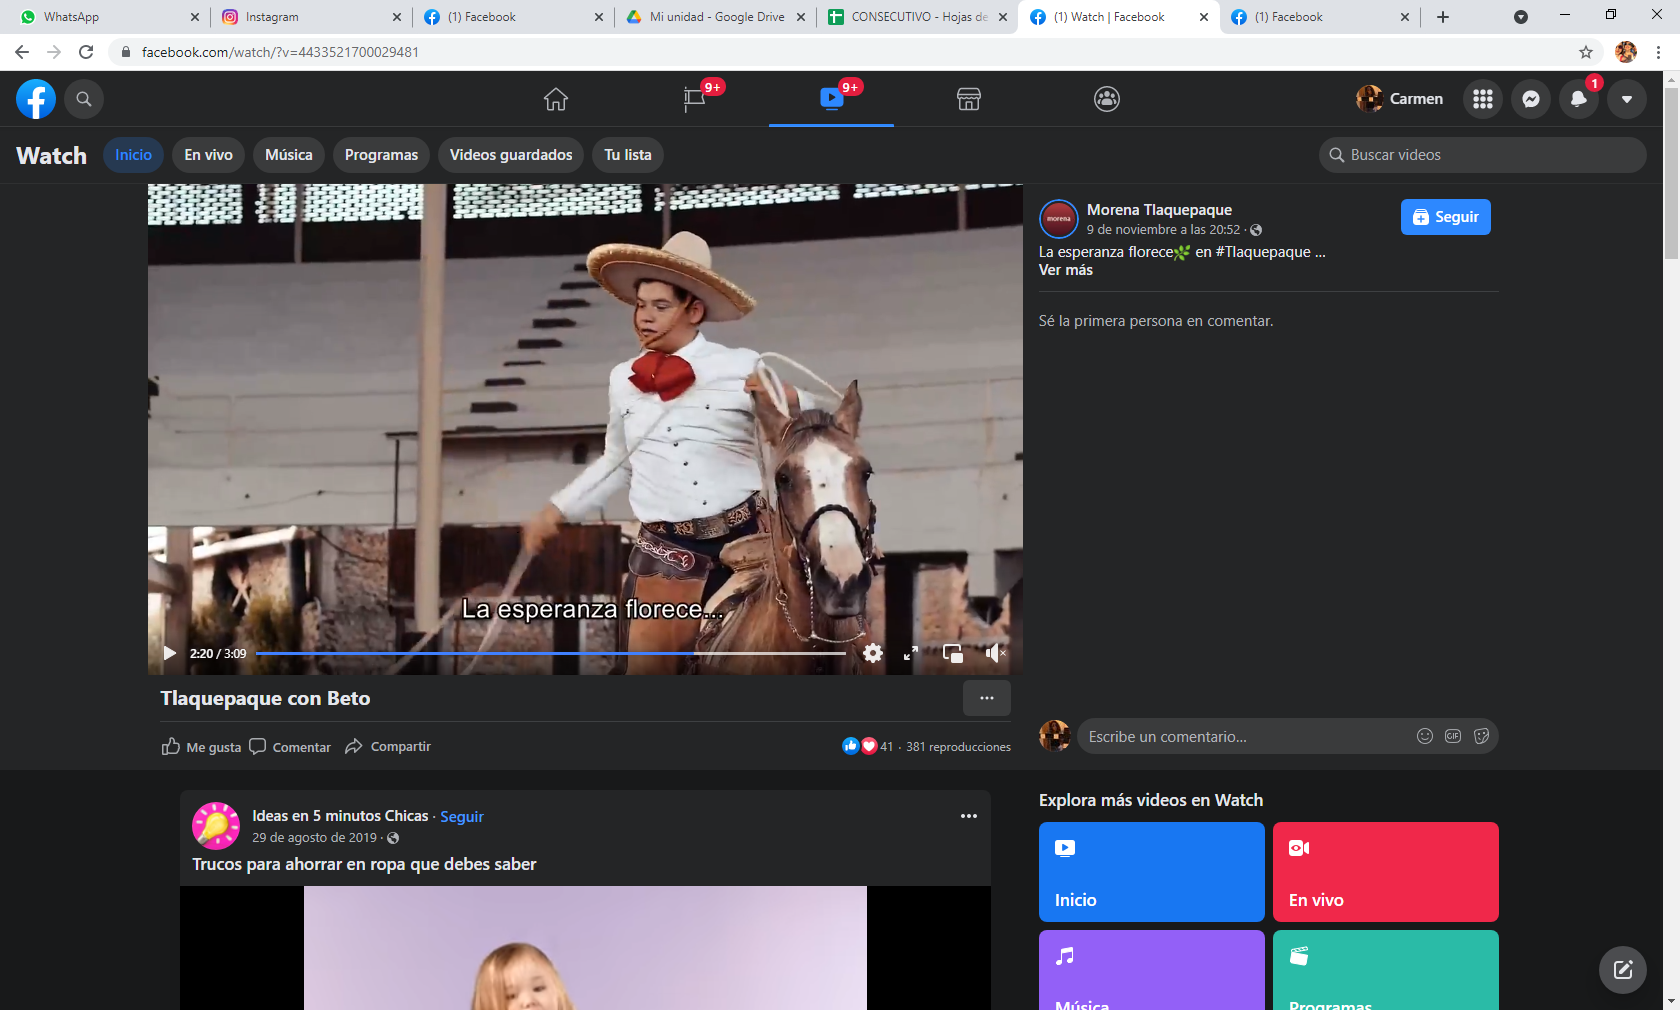 WhatsApp
Instagram
(1) Facebook
Mi unidad - Google Drive
CONSECUTIVO - Hojas de
(1) Watch | Facebook
(1) Facebook
facebook.com/watch/?v=4433521700029481
9+
9+
Carmen
1
Watch
Inicio
En vivo
Música
Programas
Videos guardados
Tu lista
Buscar videos
morena
Morena Tlaquepaque
9 de noviembre a las 20:52 ·
Seguir
La esperanza florece🌿 en #Tlaquepaque ...
Ver más
Sé la primera persona en comentar.
La esperanza florece...
2:20 / 3:09
Tlaquepaque con Beto
Me gusta
Comentar
Compartir
41 · 381 reproducciones
Escribe un comentario...
GIF
Ideas en 5 minutos Chicas · Seguir
29 de agosto de 2019 ·
Trucos para ahorrar en ropa que debes saber
Explora más videos en Watch
Inicio
En vivo
Música
Programas